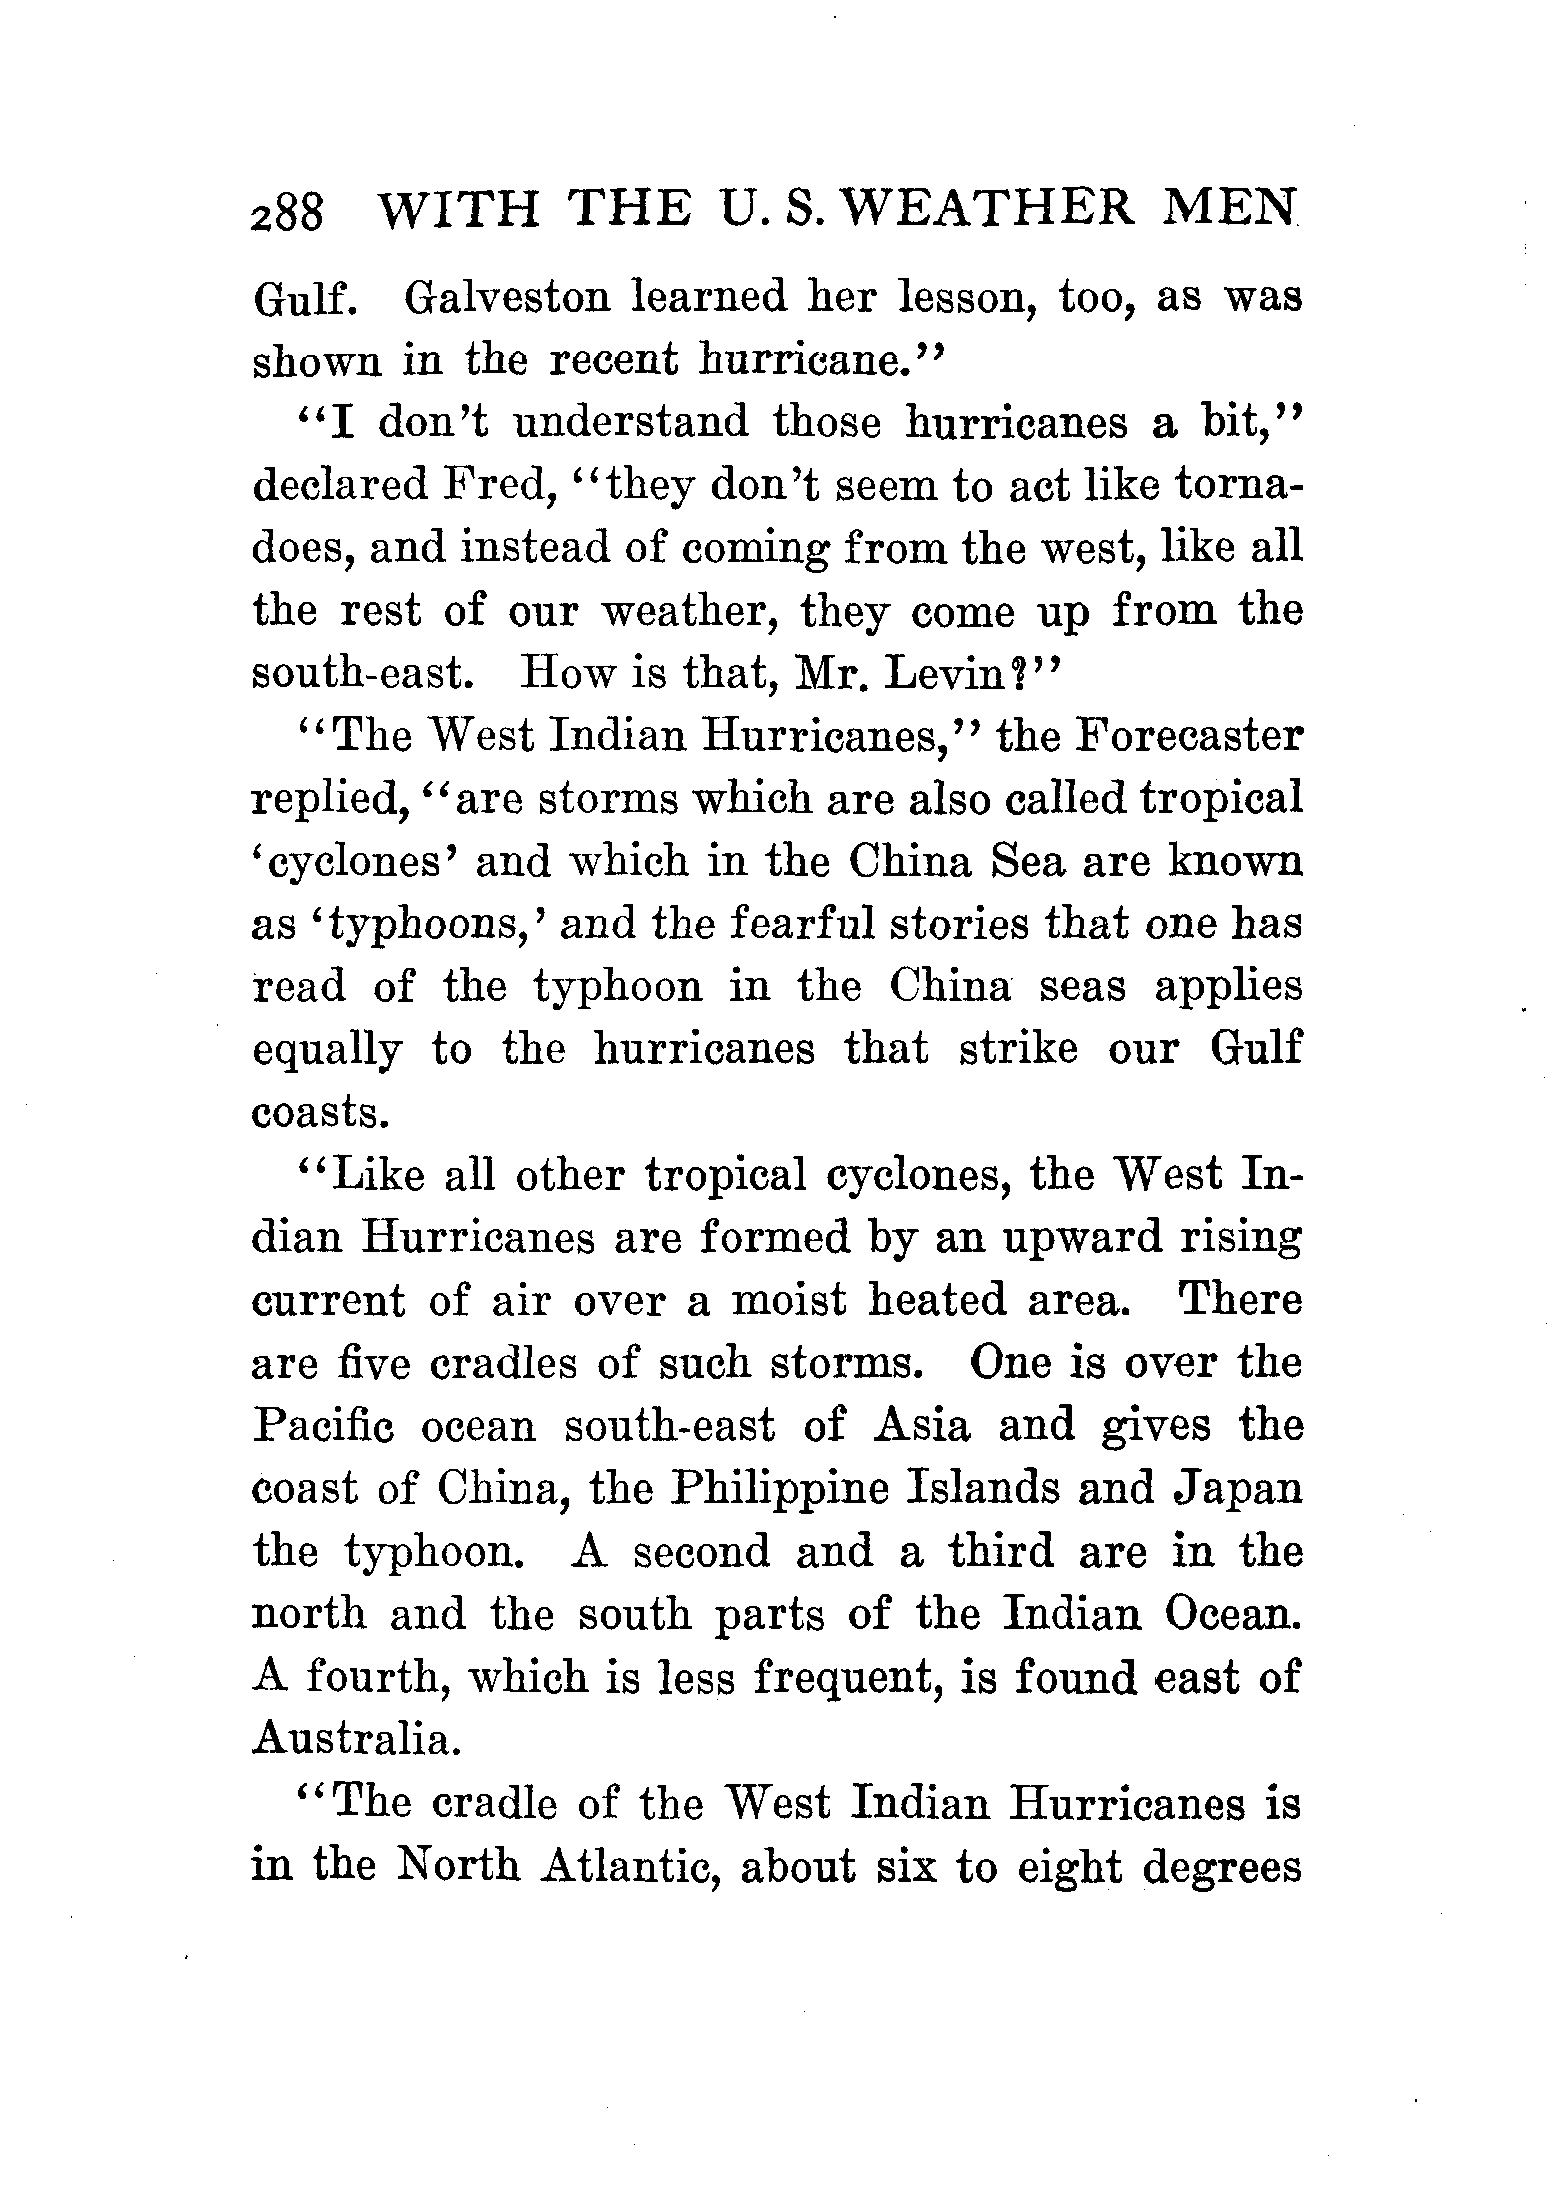 288 WITH THE U. S. WEATHER MEN
Gulf. Galveston learned her lesson, too, as was
shown in the recent hurricane."
"I don't understand those hurricanes a bit,"
declared Fred, "they don't seem to act like torna-
does, and instead of coming from the west, like all
the rest of our weather, they come up from the
south-east. How is that, Mr. Levin?"
"The West Indian Hurricanes," the Forecaster
replied, "are storms which are also called tropical
'cyclones' and which in the China Sea are known
as 'typhoons,' and the fearful stories that one has
read of the typhoon in the China seas applies
equally to the hurricanes that strike our Gulf
coasts.
"Like all other tropical cyclones, the West In-
dian Hurricanes are formed by an upward rising
current of air over a moist heated area. There
are five cradles of such storms. One is over the
Pacific ocean south-east of Asia and gives the
coast of China, the Philippine Islands and Japan
the typhoon. A second and a third are in the
north and the south parts of the Indian Ocean.
A fourth, which is less frequent, is found east of
Australia.
"The cradle of the West Indian Hurricanes is
in the North Atlantic, about six to eight degrees